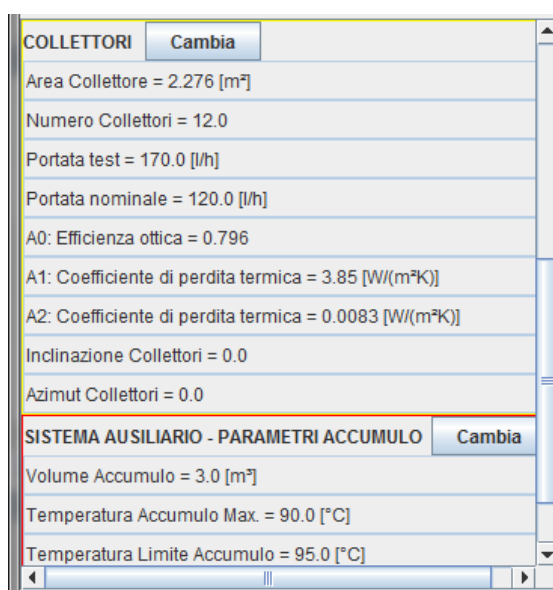 COLLETTORI Cambia
Area Collettore = 2.276 [m²]
Numero Collettori = 12.0
Portata test = 170.0 [l/h]
Portata nominale = 120.0 [l/h]
A0: Efficienza ottica = 0.796
A1: Coefficiente di perdita termica = 3.85 [W/(m²K)]
A2: Coefficiente di perdita termica = 0.0083 [W/(m²K)]
Inclinazione Collettori = 0.0
Azimut Collettori = 0.0
SISTEMA AUSILIARIO - PARAMETRI ACCUMULO Cambia
Volume Accumulo = 3.0 [m³]
Temperatura Accumulo Max. = 90.0 [°C]
Temperatura Limite Accumulo = 95.0 [°C]